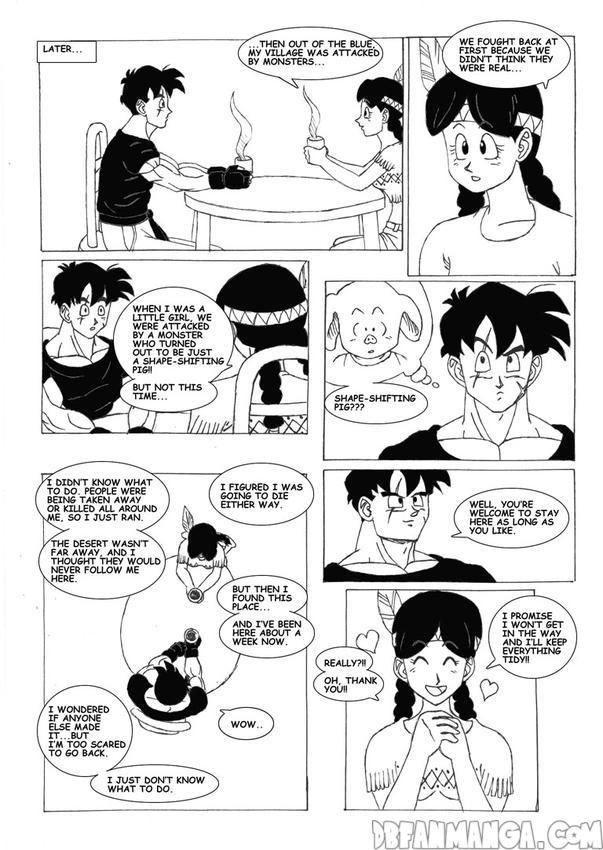 LATER...
...THEN OUT OF THE BLUE,
MY VILLAGE WAS ATTACKED
BY MONSTERS...
WE FOUGHT BACK AT
FIRST BECAUSE WE
DIDN'T THINK THEY
WERE REAL...
WHEN I WAS A
LITTLE GIRL, WE
WERE ATTACKED
BY A MONSTER
WHO TURNED
OUT TO BE JUST
A SHAPE-SHIFTING
PIG!!
BUT NOT THIS
TIME...
SHAPE-SHIFTING
PIG???
I DIDN'T KNOW WHAT
TO DO. PEOPLE WERE
BEING TAKEN AWAY
OR KILLED ALL AROUND
ME, SO I JUST RAN.
THE DESERT WASN'T
FAR AWAY, AND I
THOUGHT THEY WOULD
NEVER FOLLOW ME
HERE.
I FIGURED I WAS
GOING TO DIE
EITHER WAY.
BUT THEN I
FOUND THIS
PLACE...
AND I'VE BEEN
HERE ABOUT A
WEEK NOW.
I WONDERED
IF ANYONE
ELSE MADE
IT...BUT
I'M TOO SCARED
TO GO BACK.
WOW..
I JUST DON'T KNOW
WHAT TO DO.
WELL, YOU'RE
WELCOME TO STAY
HERE AS LONG AS
YOU LIKE.
REALLY?!!
OH, THANK
YOU!!
I PROMISE
I WON'T GET
IN THE WAY
AND I'LL KEEP
EVERYTHING
TIDY!!
DBFANMANGA.COM